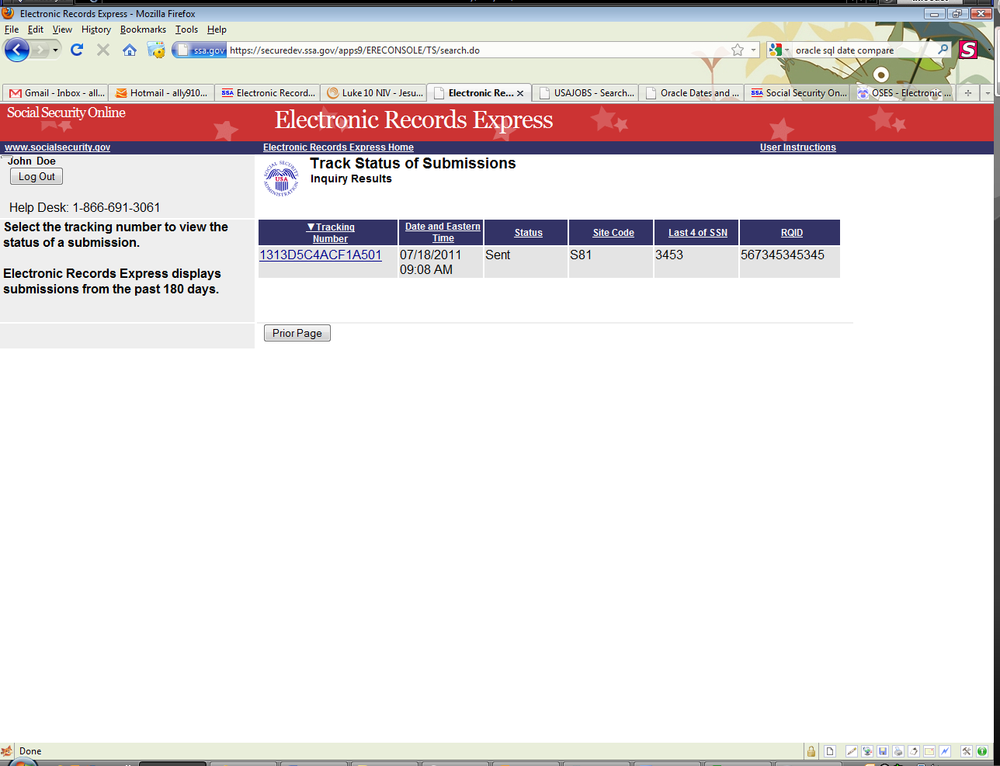 Electronic Records Express - Mozilla Firefox
File Edit View History Bookmarks Tools Help
ssa.gov https://securedev.ssa.gov/apps9/ERECONSOLE/TS/search.do oracle sql date compare S
Gmail - Inbox - all... Hotmail - ally910... SSA Electronic Record... Luke 10 NIV - Jesu... Electronic Re... USAJOBS - Search... Oracle Dates and ... SSA Social Security On... OSES - Electronic ...
Social Security Online
Electronic Records Express
www.socialsecurity.gov Electronic Records Express Home User Instructions
John Doe
Log Out
Help Desk: 1-866-691-3061
Select the tracking number to view the
status of a submission.
Electronic Records Express displays
submissions from the past 180 days.
SOCIAL SECURITY ADMINISTRATION
USA
Track Status of Submissions
Inquiry Results
▼Tracking Number Date and Eastern Time Status Site Code Last 4 of SSN RQID
1313D5C4ACF1A501 07/18/2011 09:08 AM Sent S81 3453 567345345345
Prior Page
Done